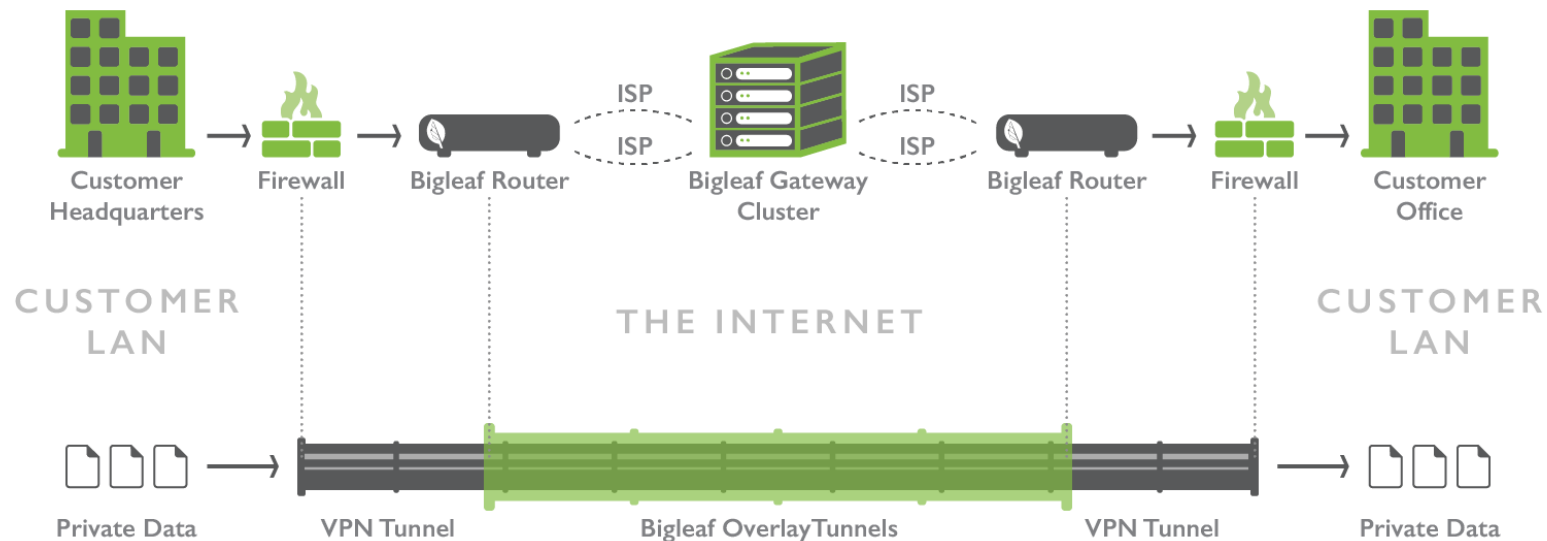 ISP
ISP
ISP
ISP
Customer
Headquarters
Firewall
Bigleaf Router
Bigleaf Gateway
Cluster
Bigleaf Router
Firewall
Customer
Office
CUSTOMER
LAN
THE INTERNET
CUSTOMER
LAN
Private Data
VPN Tunnel
Bigleaf OverlayTunnels
VPN Tunnel
Private Data